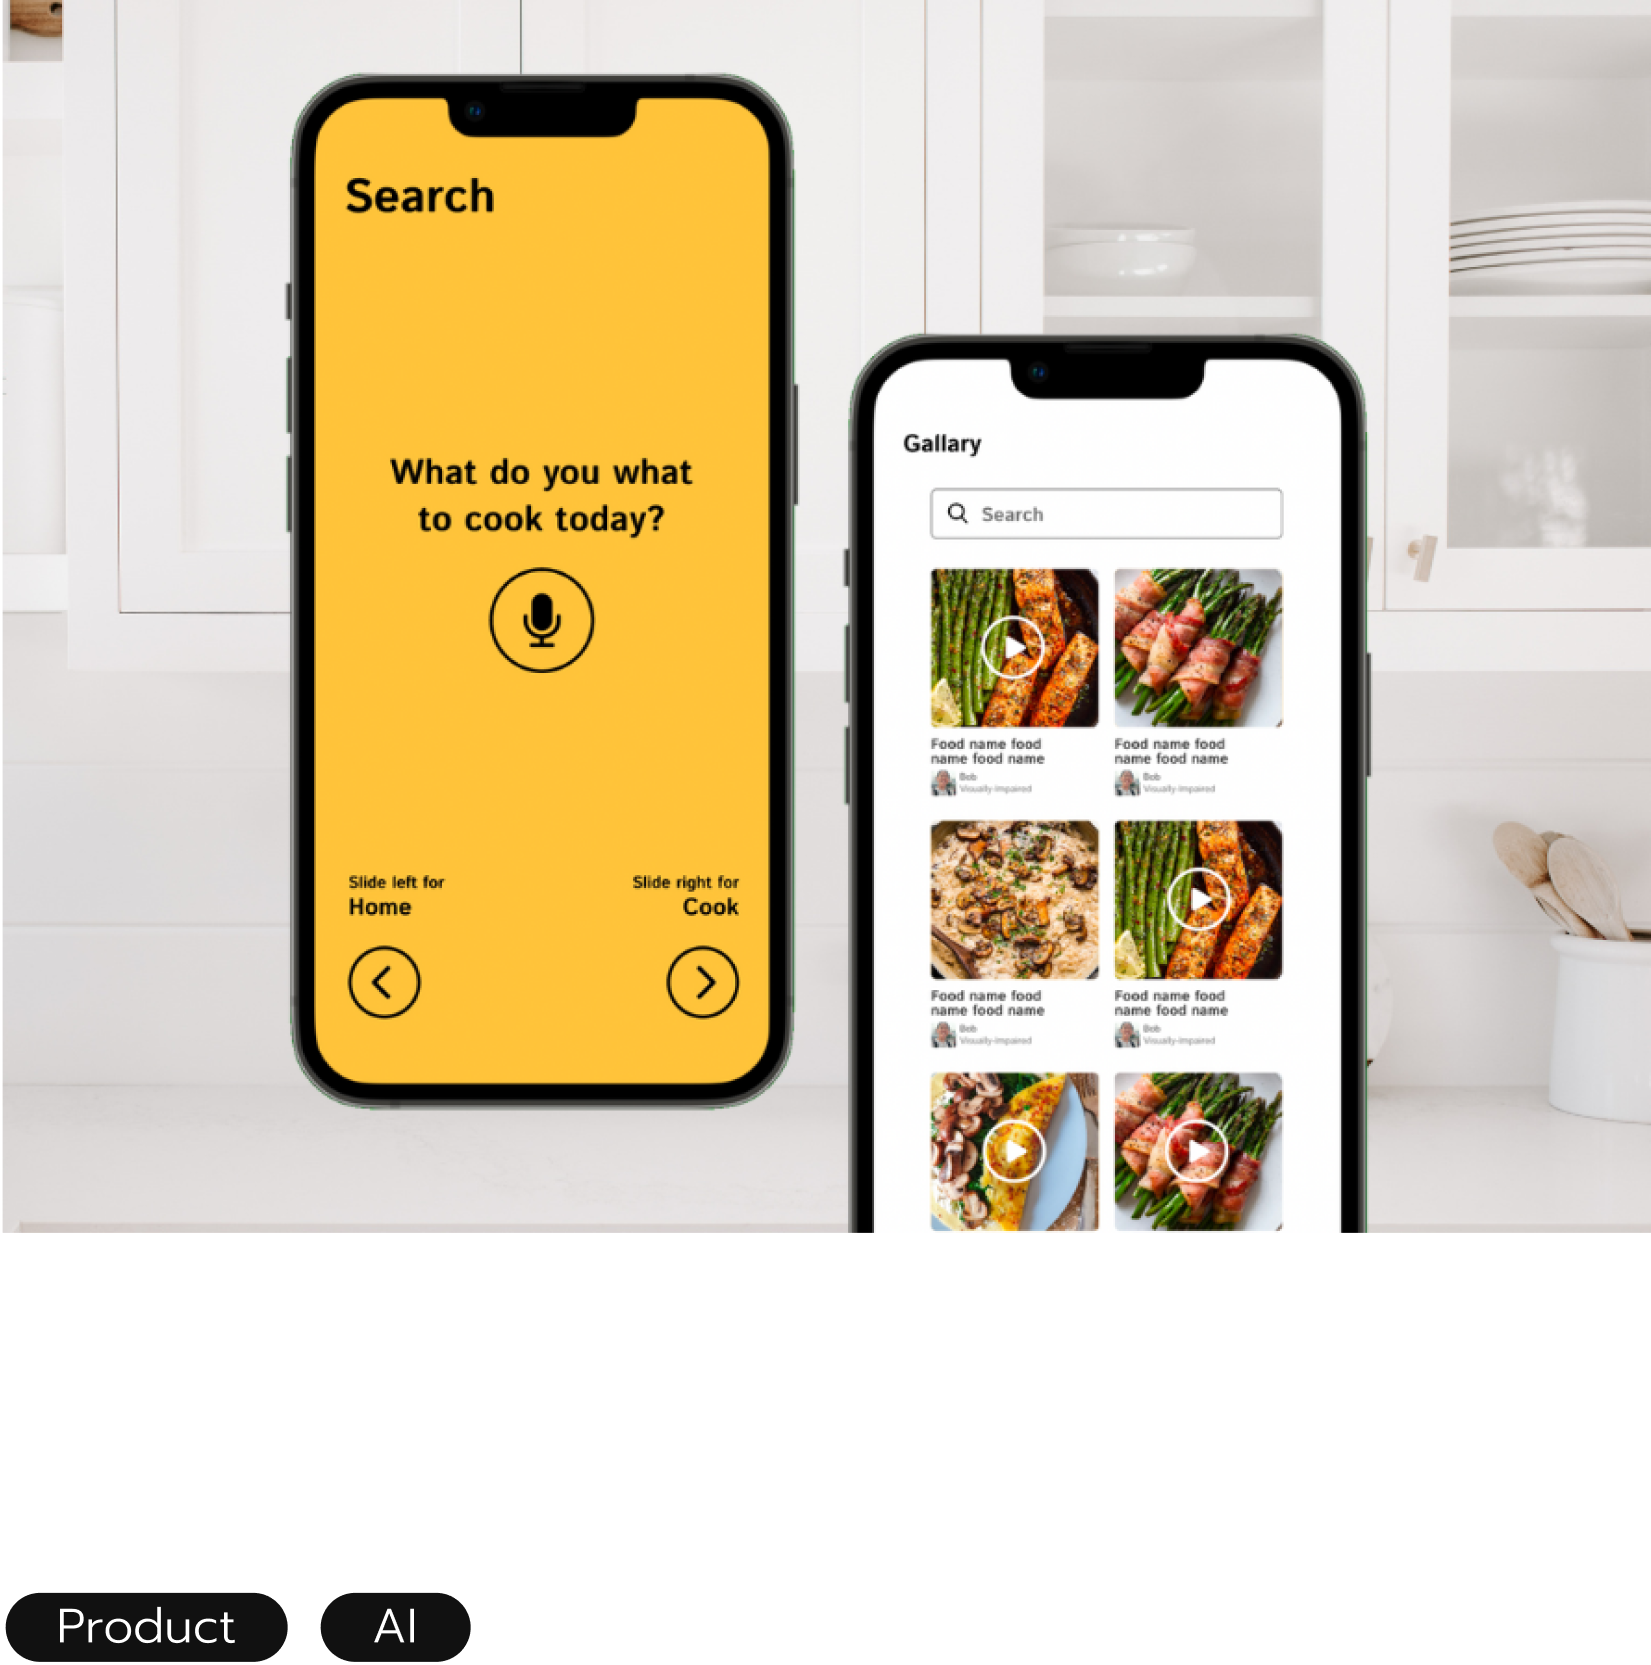 Search
What do you what
to cook today?
Slide left for
Home
Slide right for
Cook
Gallary
Search
Food name food
name food name
Bob
Visually-impaired
Food name food
name food name
Bob
Visually-impaired
Food name food
name food name
Bob
Visually-impaired
Food name food
name food name
Bob
Visually-impaired
Product
AI